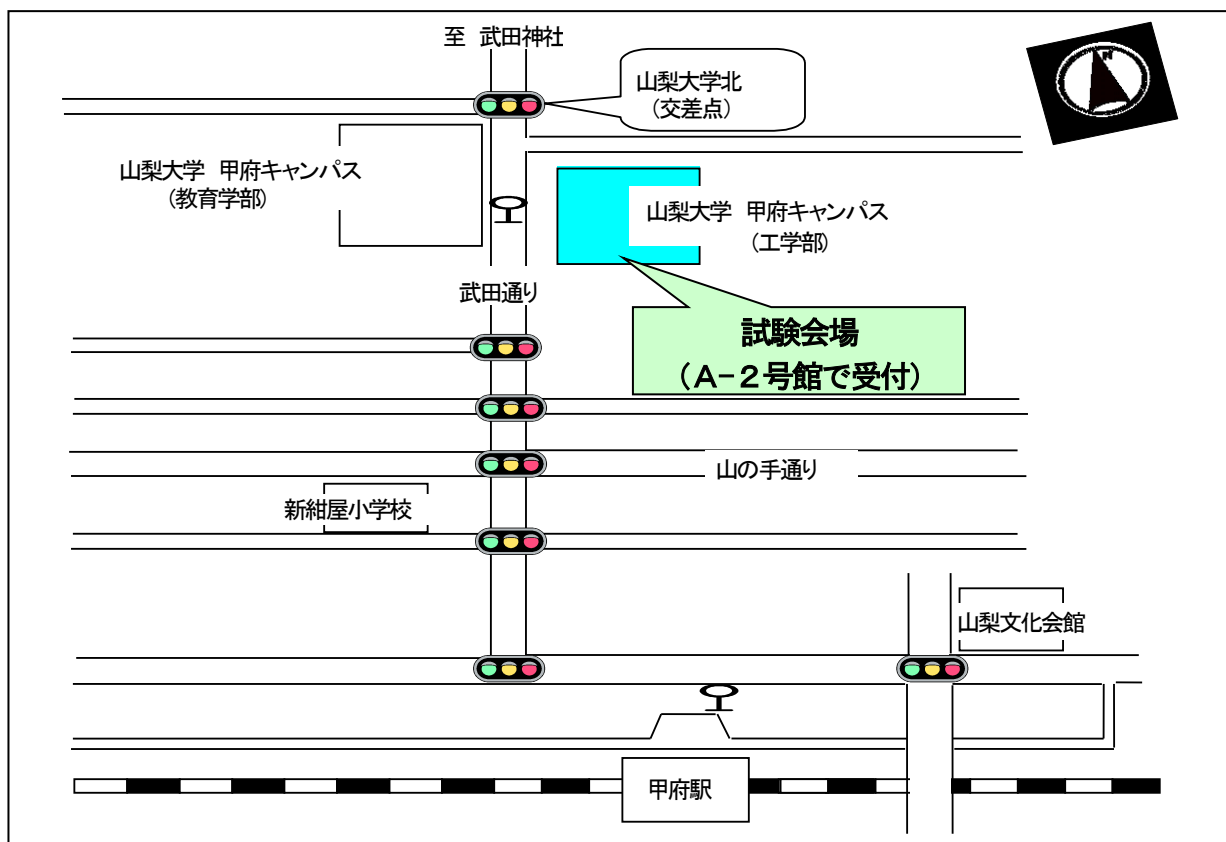 至　武田神社
山梨大学北
（交差点）
山梨大学　甲府キャンパス
（教育学部）
山梨大学　甲府キャンパス
（工学部）
武田通り
試験会場
（Ａ−２号館で受付）
山の手通り
新紺屋小学校
山梨文化会館
甲府駅